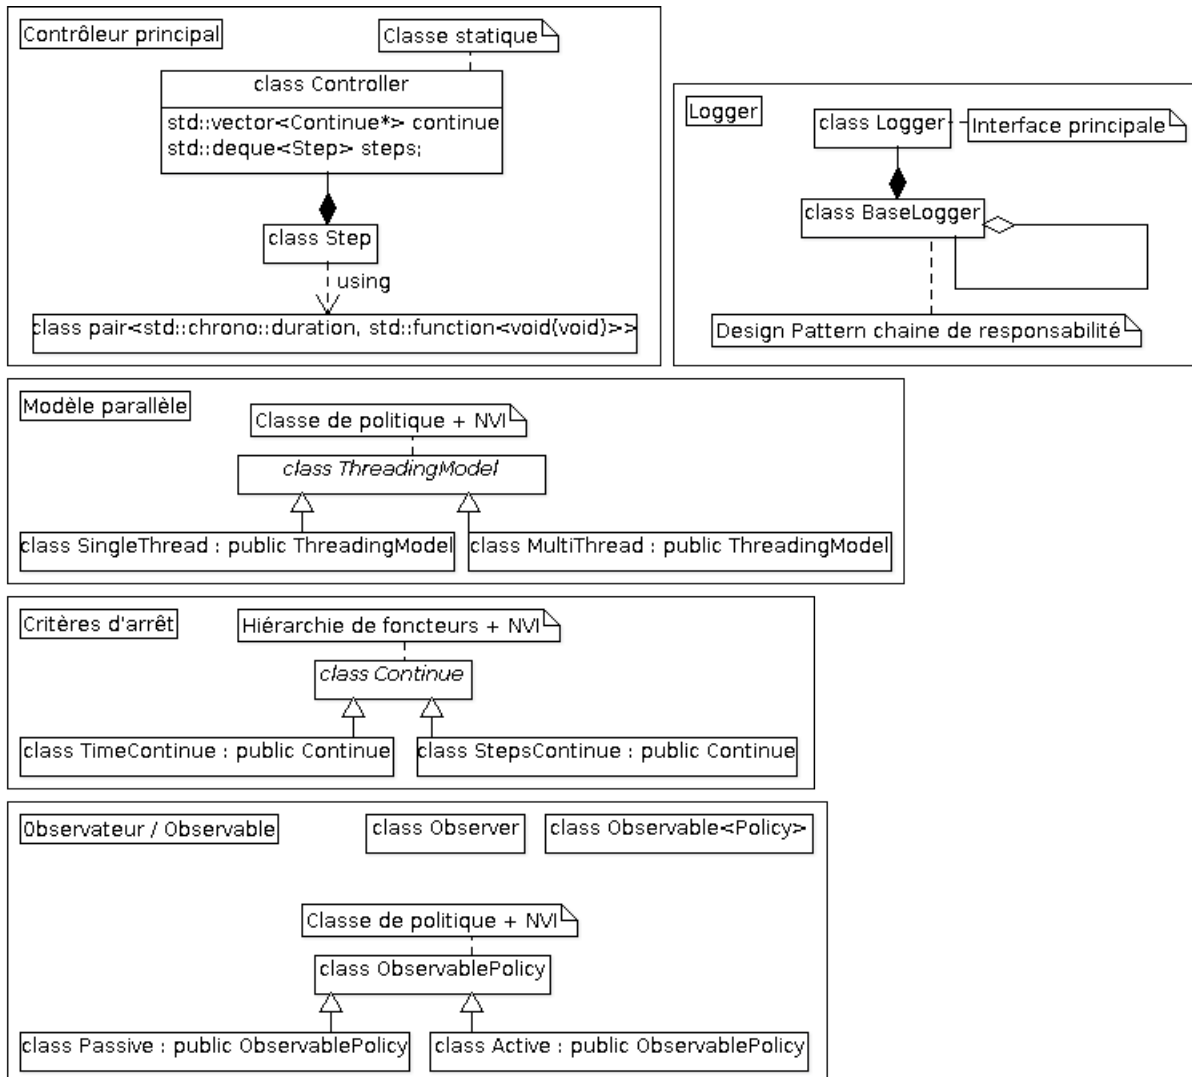 Contrôleur principal
Classe statique
class Controller
std::vector<Continue*> continue
std::deque<Step> steps;
class Step
using
class pair<std::chrono::duration, std::function<void(void)>>
Logger
class Logger
Interface principale
class BaseLogger
Design Pattern chaine de responsabilité
Modèle parallèle
Classe de politique + NVI
class ThreadingModel
class SingleThread : public ThreadingModel
class MultiThread : public ThreadingModel
Critères d'arrêt
Hiérarchie de foncteurs + NVI
class Continue
class TimeContinue : public Continue
class StepsContinue : public Continue
Observateur / Observable
class Observer
class Observable<Policy>
Classe de politique + NVI
class ObservablePolicy
class Passive : public ObservablePolicy
class Active : public ObservablePolicy